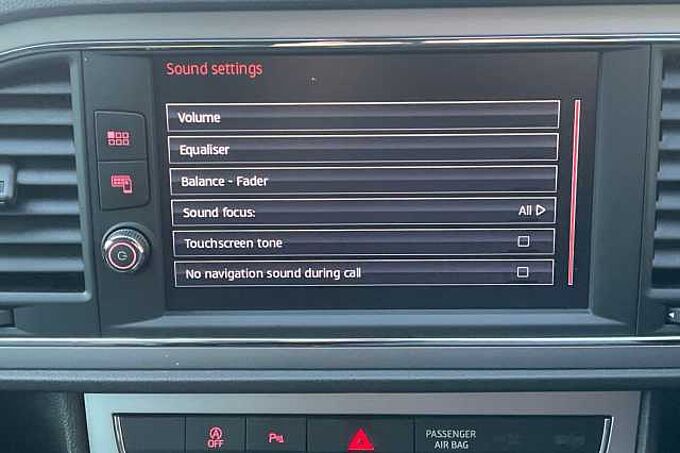 Sound settings
Volume
Equaliser
Balance - Fader
Sound focus: All
Touchscreen tone
No navigation sound during call
OFF
P
PASSENGER
AIR BAG